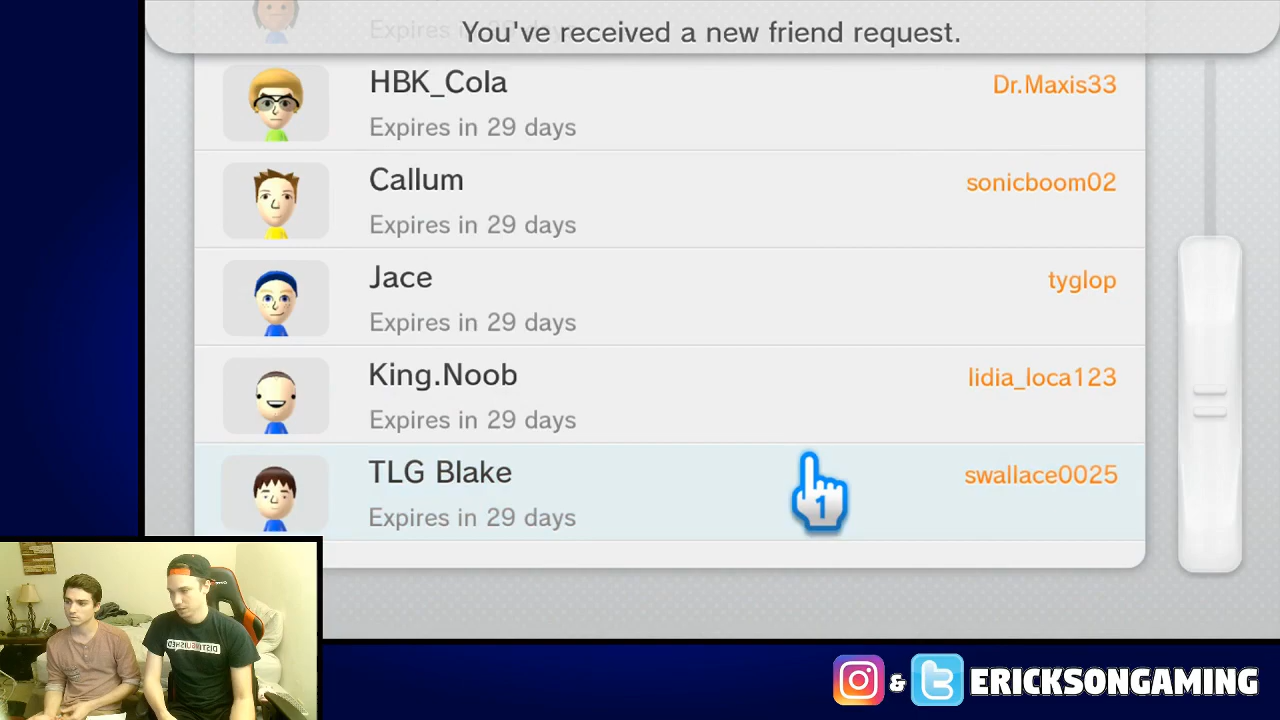 You've received a new friend request.
HBK_Cola
Dr.Maxis33
Expires in 29 days
Callum
sonicboom02
Expires in 29 days
Jace
tyglop
Expires in 29 days
King.Noob
lidia_loca123
Expires in 29 days
TLG Blake
swallace0025
Expires in 29 days
1
DISTINGUISHED
& ERICKSONGAMING